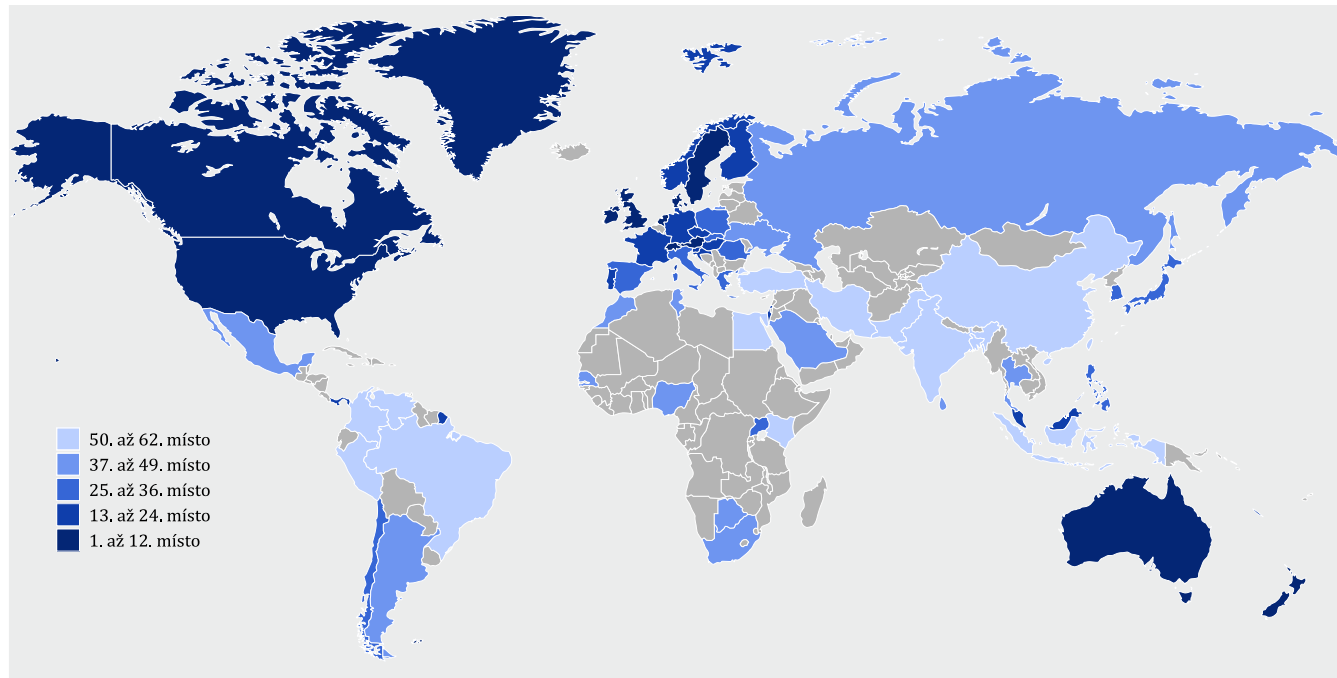 50. až 62. místo
37. až 49. místo
25. až 36. místo
13. až 24. místo
1. až 12. místo